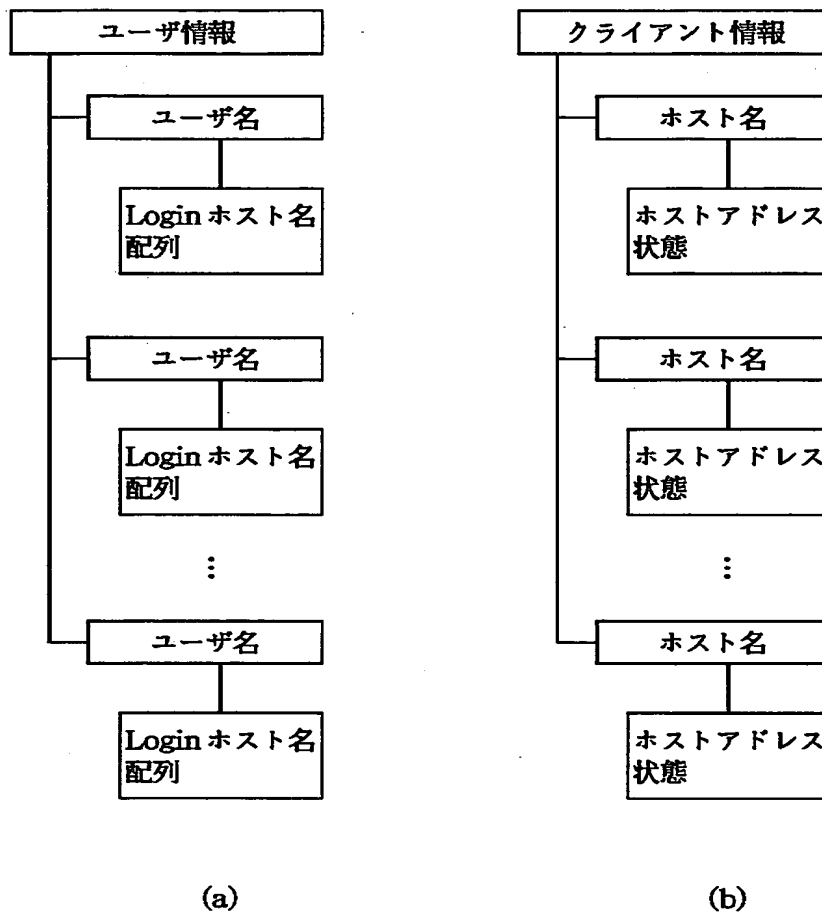 ユーザ情報
ユーザ名
Loginホスト名
配列
ユーザ名
Loginホスト名
配列
⋮
ユーザ名
Loginホスト名
配列
(a)
クライアント情報
ホスト名
ホストアドレス
状態
ホスト名
ホストアドレス
状態
⋮
ホスト名
ホストアドレス
状態
(b)